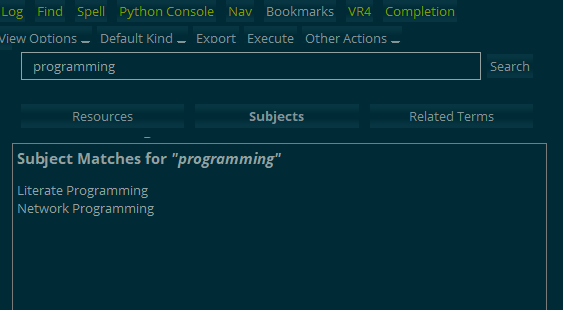 Log Find Spell Python Console Nav Bookmarks VR4 Completion
View Options Default Kind Export Execute Other Actions
programming Search
Resources Subjects Related Terms
Subject Matches for "programming"
Literate Programming
Network Programming